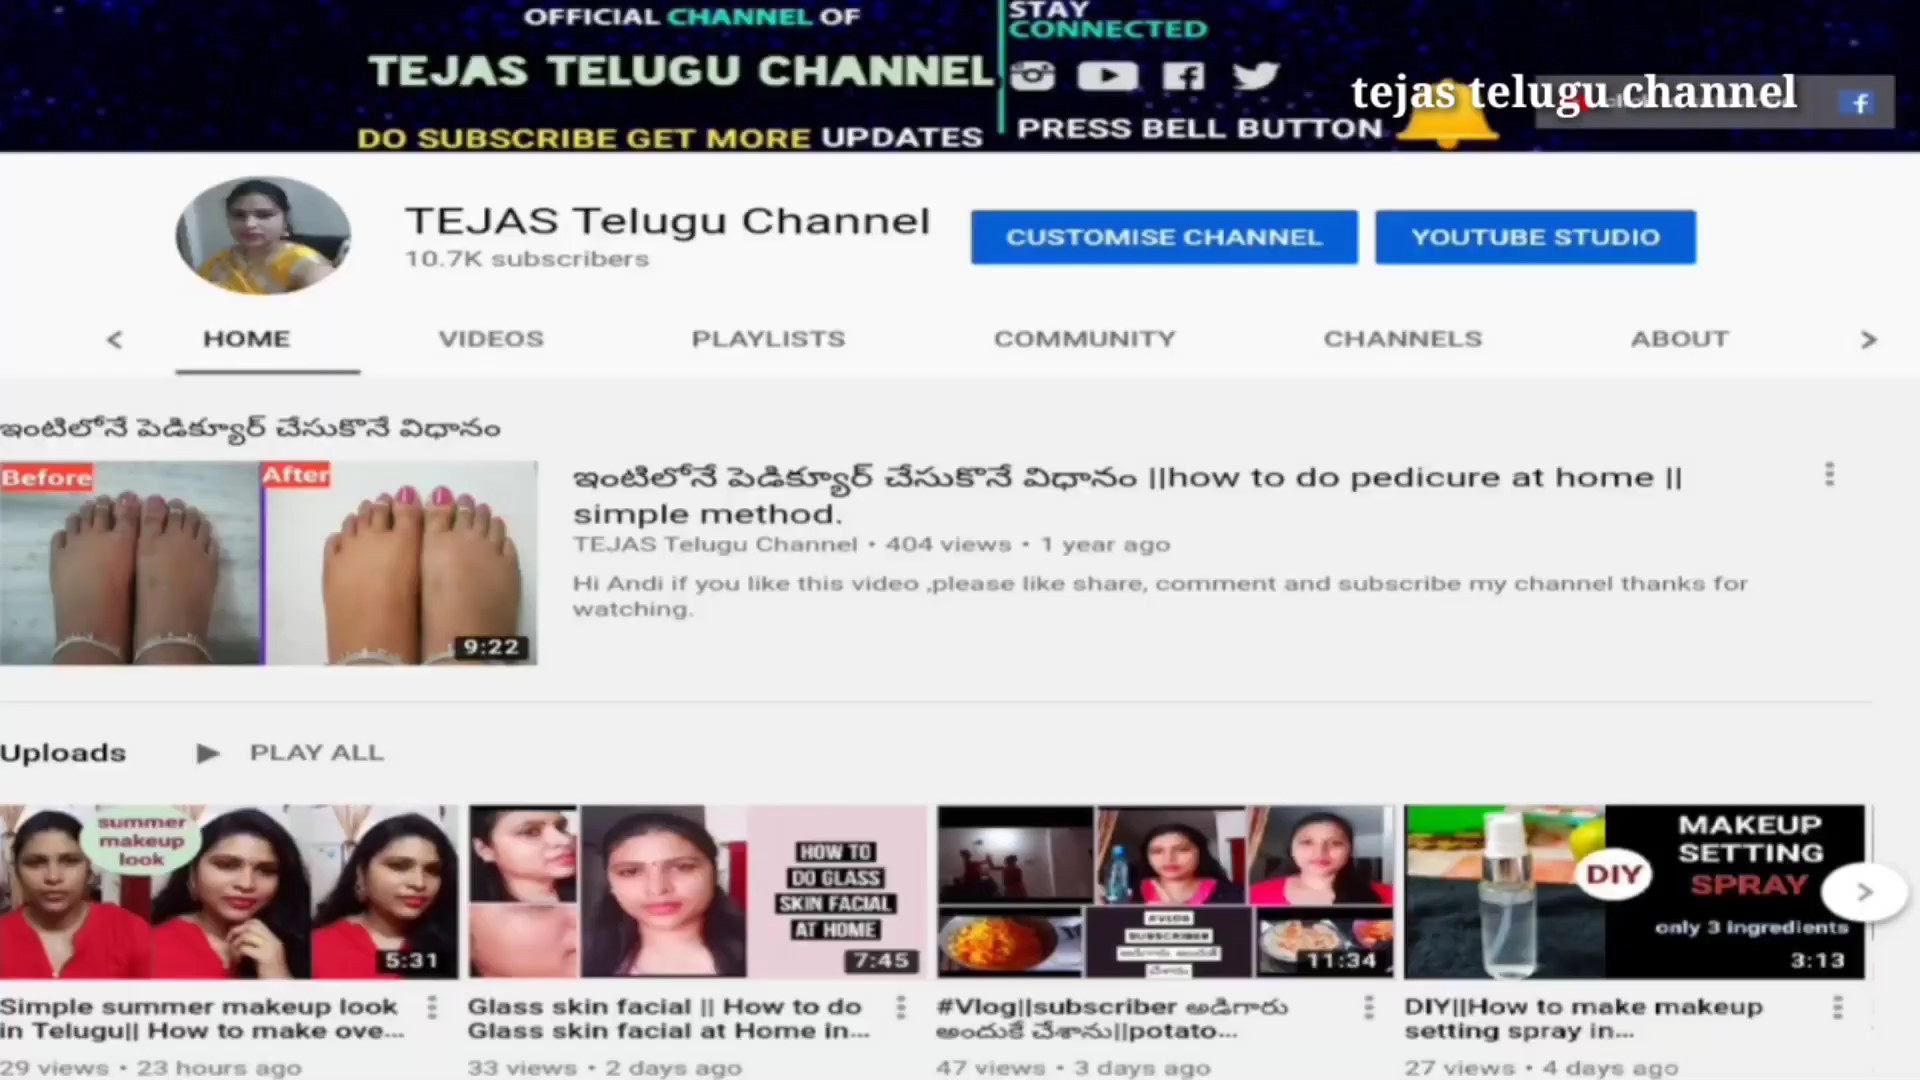 OFFICIAL CHANNEL OF
TEJAS TELUGU CHANNEL
DO SUBSCRIBE GET MORE UPDATES
STAY
CONNECTED
PRESS BELL BUTTON
tejas telugu channel
TEJAS Telugu Channel
10.7K subscribers
CUSTOMISE CHANNEL
YOUTUBE STUDIO
HOME
VIDEOS
PLAYLISTS
COMMUNITY
CHANNELS
ABOUT
ఇంటిలోనే పెడిక్యూర్ చేసుకొనే విధానం
Before
After
9:22
ఇంటిలోనే పెడిక్యూర్ చేసుకొనే విధానం ||how to do pedicure at home ||
simple method.
TEJAS Telugu Channel • 404 views • 1 year ago
Hi Andi if you like this video ,please like share, comment and subscribe my channel thanks for
watching.
Uploads
PLAY ALL
summer
makeup
look
5:31
Simple summer makeup look
in Telugu|| How to make ove...
29 views • 23 hours ago
HOW TO
DO GLASS
SKIN FACIAL
AT HOME
7:45
Glass skin facial || How to do
Glass skin facial at Home in...
33 views • 2 days ago
#VLOG
SUBSCRIBER
11:34
#Vlog||subscriber అడిగారు
అందుకే చేశాను||potato...
47 views • 3 days ago
DIY
MAKEUP
SETTING
SPRAY
only 3 Ingredients
3:13
DIY||How to make makeup
setting spray in...
27 views • 4 days ago